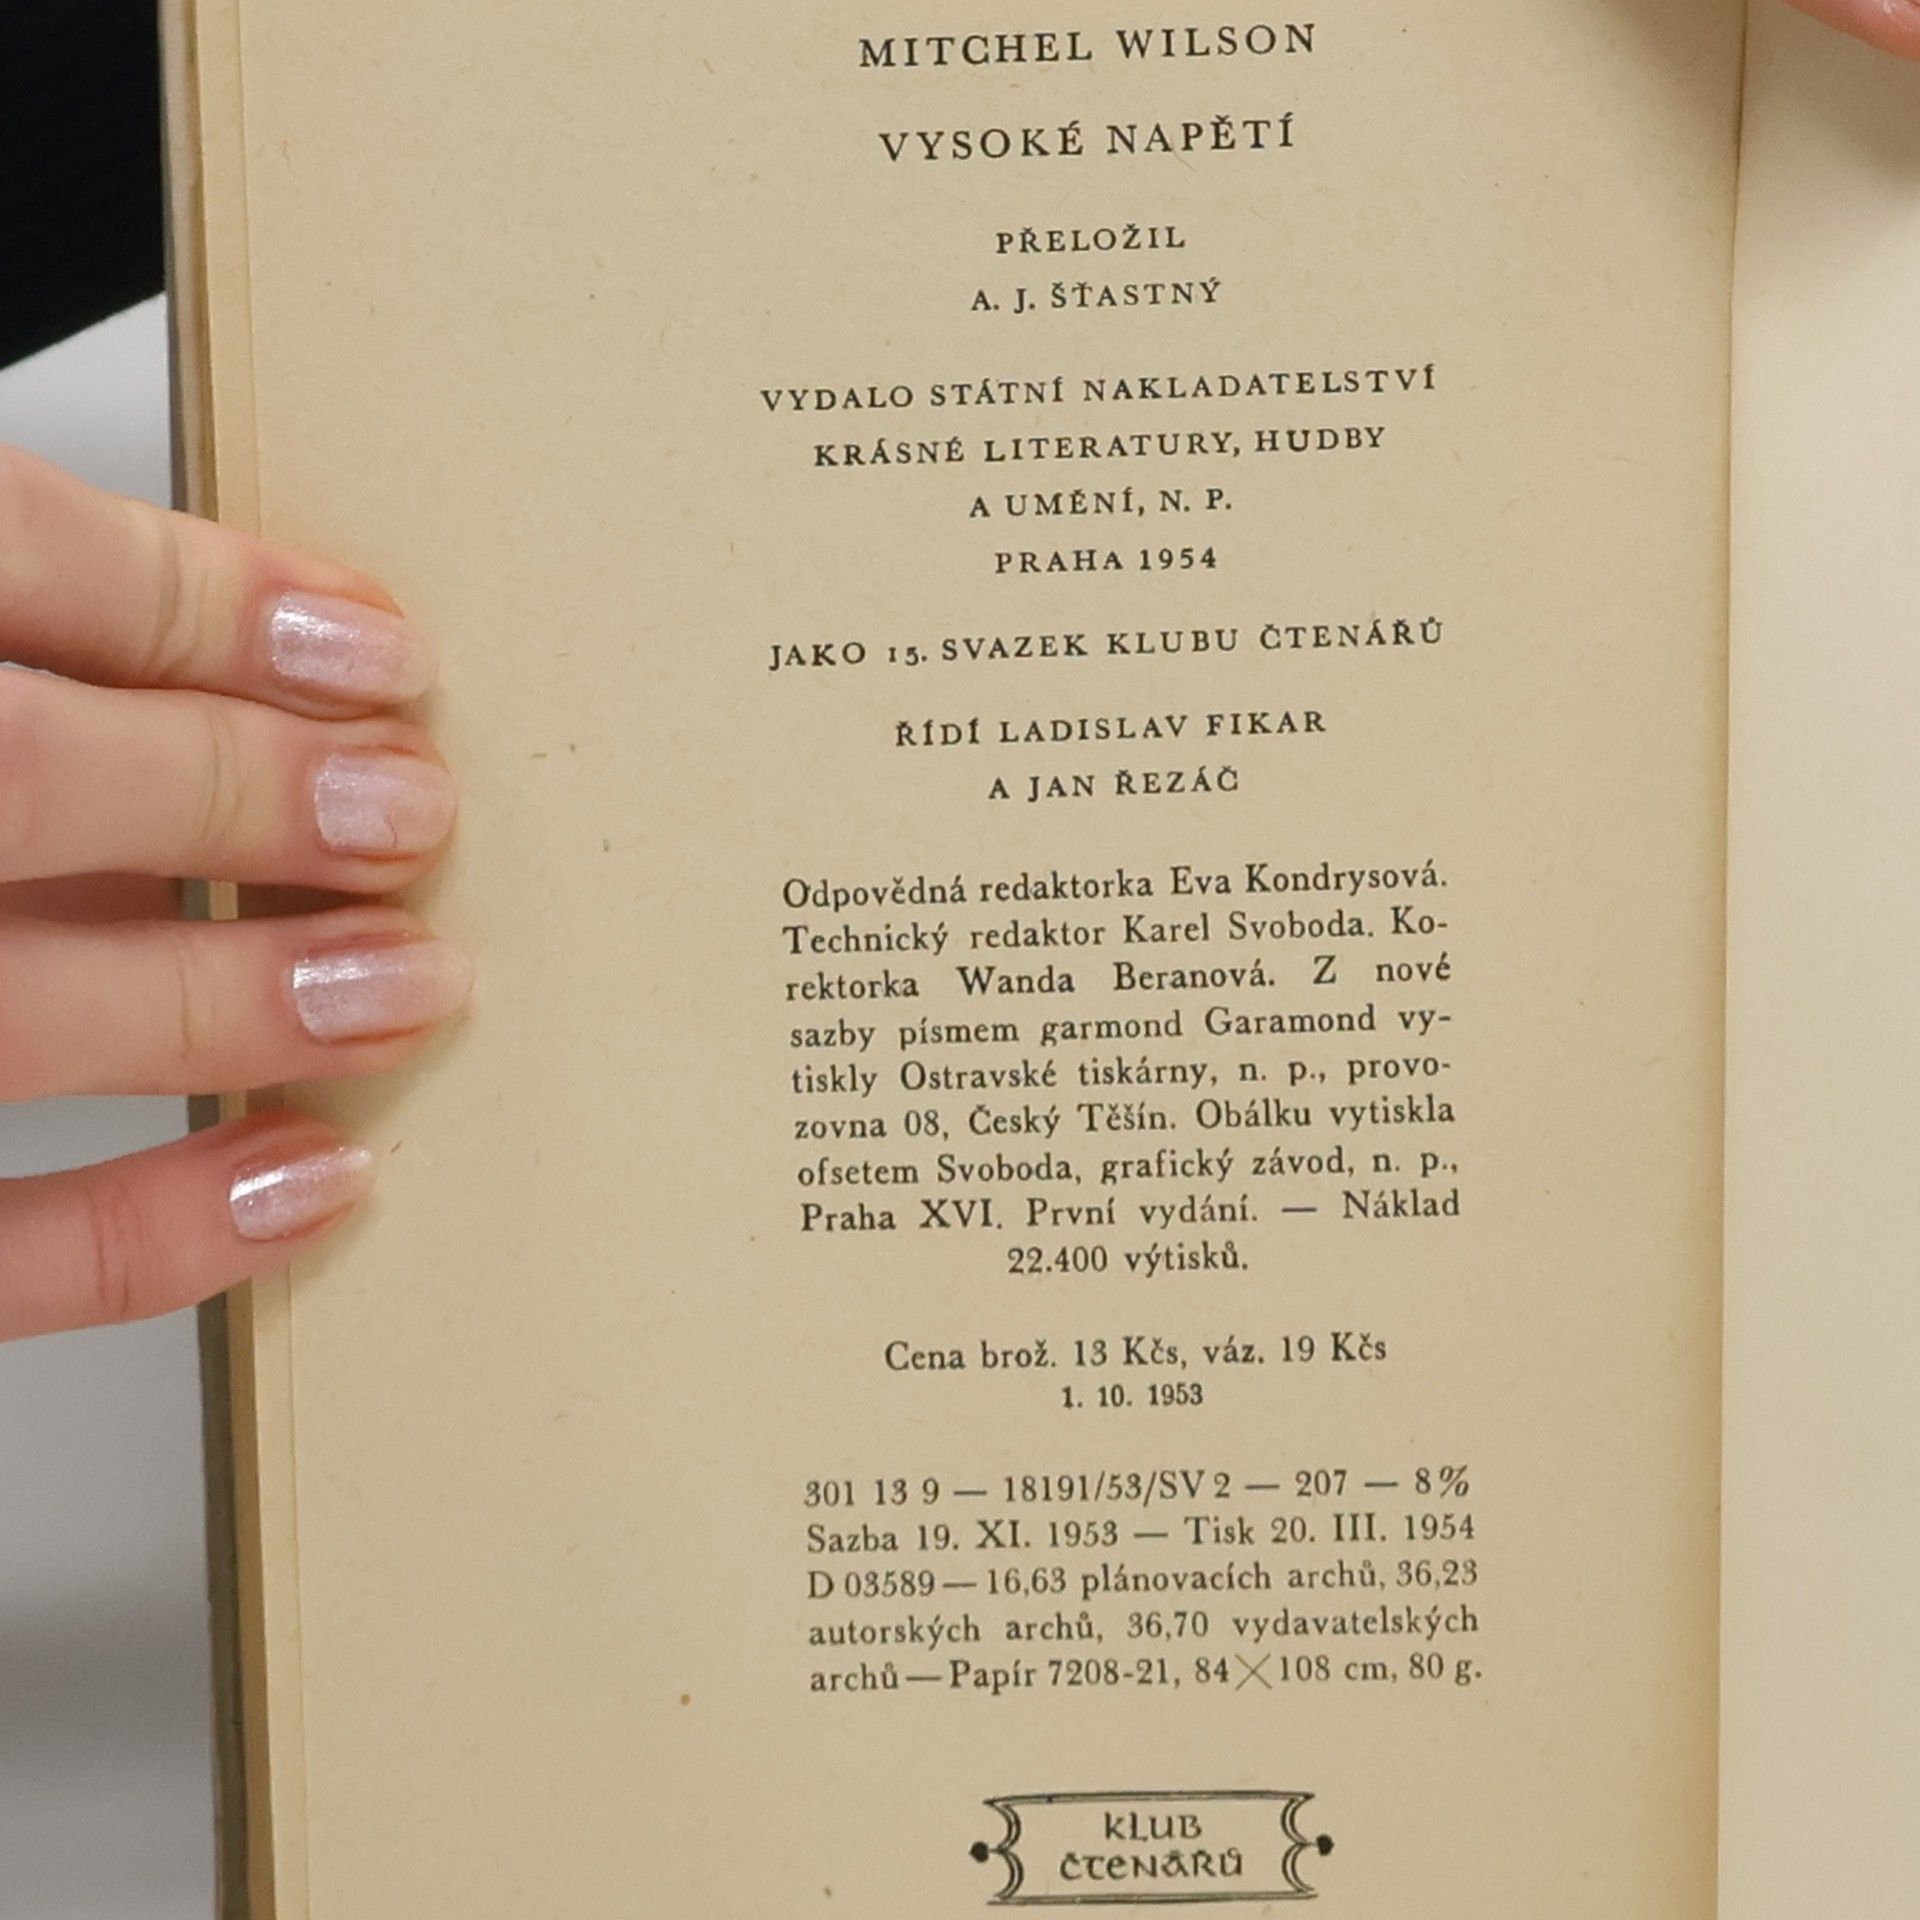 MITCHEL WILSON
VYSOKÉ NAPĚTÍ
PŘELOŽIL
A. J. ŠŤASTNÝ
VYDALO STÁTNÍ NAKLADATELSTVÍ
KRÁSNÉ LITERATURY, HUDBY
A UMĚNÍ, N. P.
PRAHA 1954
JAKO 15. SVAZEK KLUBU ČTENÁŘŮ
ŘÍDÍ LADISLAV FIKAR
A JAN ŘEZÁČ
Odpovědná redaktorka Eva Kondrysová.
Technický redaktor Karel Svoboda. Ko-
rektorka Wanda Beranová. Z nové
sazby písmem garmond Garamond vy-
tiskly Ostravské tiskárny, n. p., provo-
zovna 08, Český Těšín. Obálku vytiskla
ofsetem Svoboda, grafický závod, n. p.,
Praha XVI. První vydání. — Náklad
22.400 výtisků.
Cena brož. 13 Kčs, váz. 19 Kčs
1. 10. 1953
301 13 9 — 18191/53/SV 2 — 207 — 8%
Sazba 19. XI. 1953 — Tisk 20. III. 1954
D 03589 — 16,63 plánovacích archů, 36,23
autorských archů, 36,70 vydavatelských
archů — Papír 7208-21, 84 × 108 cm, 80 g.
KLUB
ČTENÁŘŮ